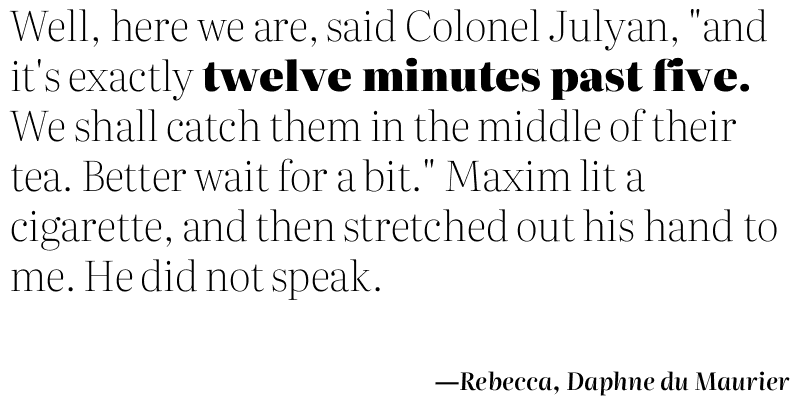 Well, here we are, said Colonel Julyan, "and
it's exactly twelve minutes past five.
We shall catch them in the middle of their
tea. Better wait for a bit." Maxim lit a
cigarette, and then stretched out his hand to
me. He did not speak.
—Rebecca, Daphne du Maurier